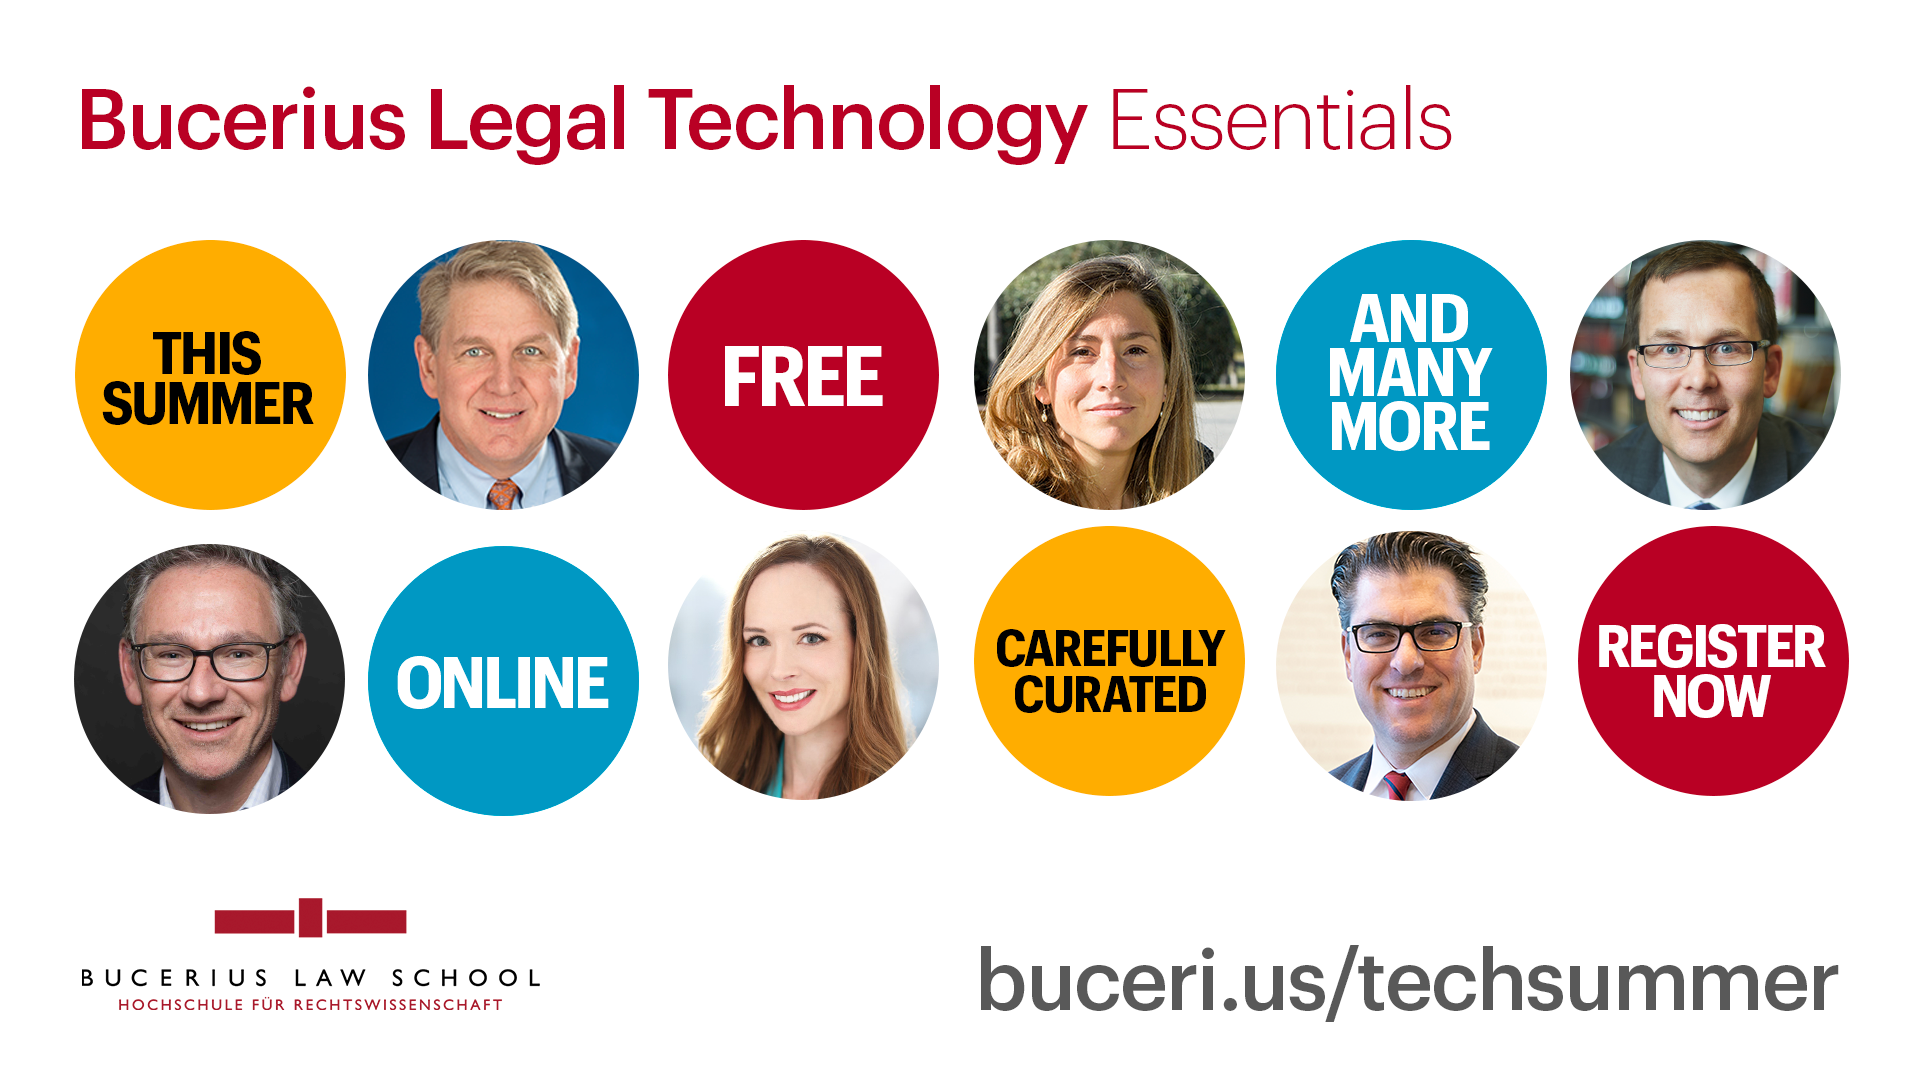 Bucerius Legal Technology Essentials
THIS
SUMMER
FREE
AND
MANY
MORE
ONLINE
CAREFULLY
CURATED
REGISTER
NOW
BUCERIUS LAW SCHOOL
HOCHSCHULE FÜR RECHTSWISSENSCHAFT
buceri.us/techsummer